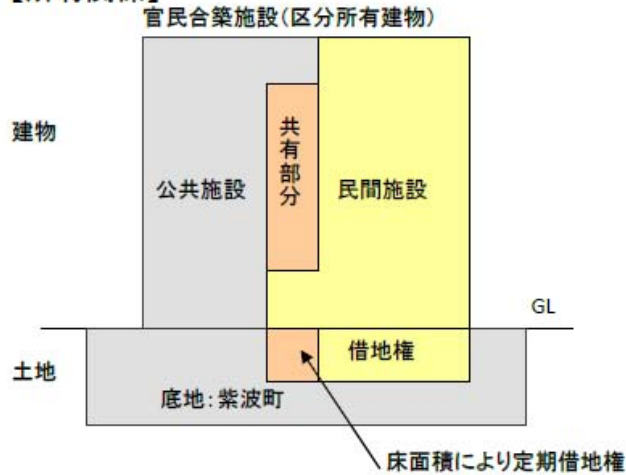 官民合築施設(区分所有建物)
建物
公共施設
共有部分
民間施設
GL
土地
借地権
底地:紫波町
床面積により定期借地権